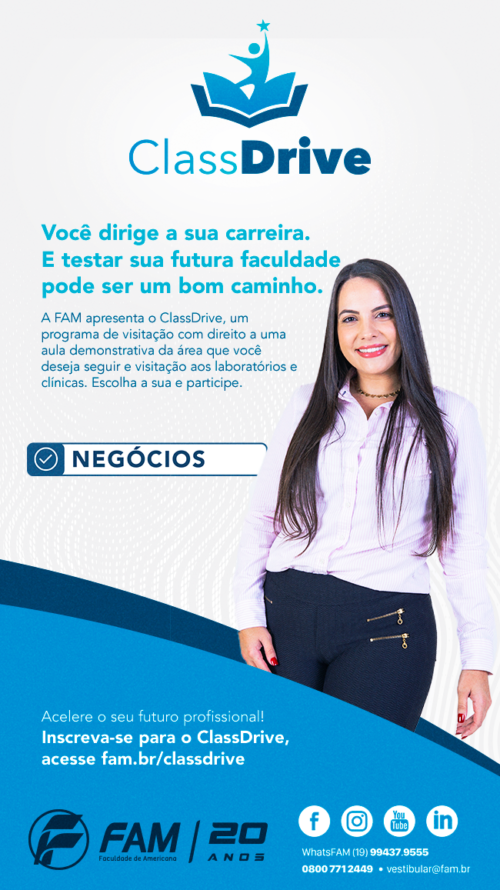 ClassDrive
Você dirige a sua carreira.
E testar sua futura faculdade
pode ser um bom caminho.
A FAM apresenta o ClassDrive, um
programa de visitação com direito a uma
aula demonstrativa da área que você
deseja seguir e visitação aos laboratórios e
clínicas. Escolha a sua e participe.
NEGÓCIOS
Acelere o seu futuro profissional!
Inscreva-se para o ClassDrive,
acesse fam.br/classdrive
FAM | 20
Faculdade de Americana ANOS
f You Tube in
WhatsFAM (19) 99437.9555
0800 7712449 • vestibular@fam.br